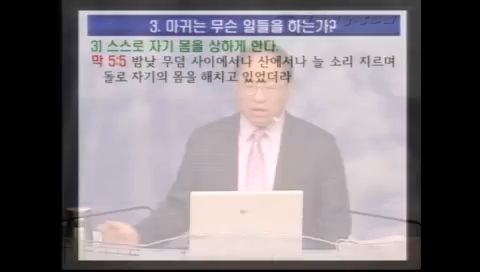 3. 마귀는 무슨 일들을 하는가?
3] 스스로 자기 몸을 상하게 한다
막 5:5 밤낮 무덤 사이에서나 산에서나 늘 소리 지르며
돌로 자기의 몸을 해치고 있었더라